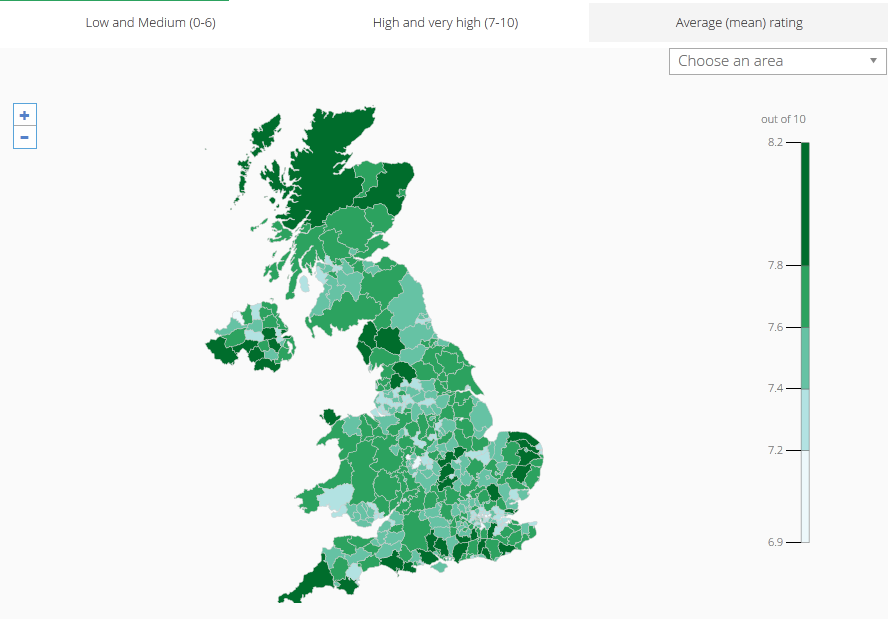 Low and Medium (0-6)
High and very high (7-10)
Average (mean) rating
Choose an area
+
−
out of 10
8.2
7.8
7.6
7.4
7.2
6.9